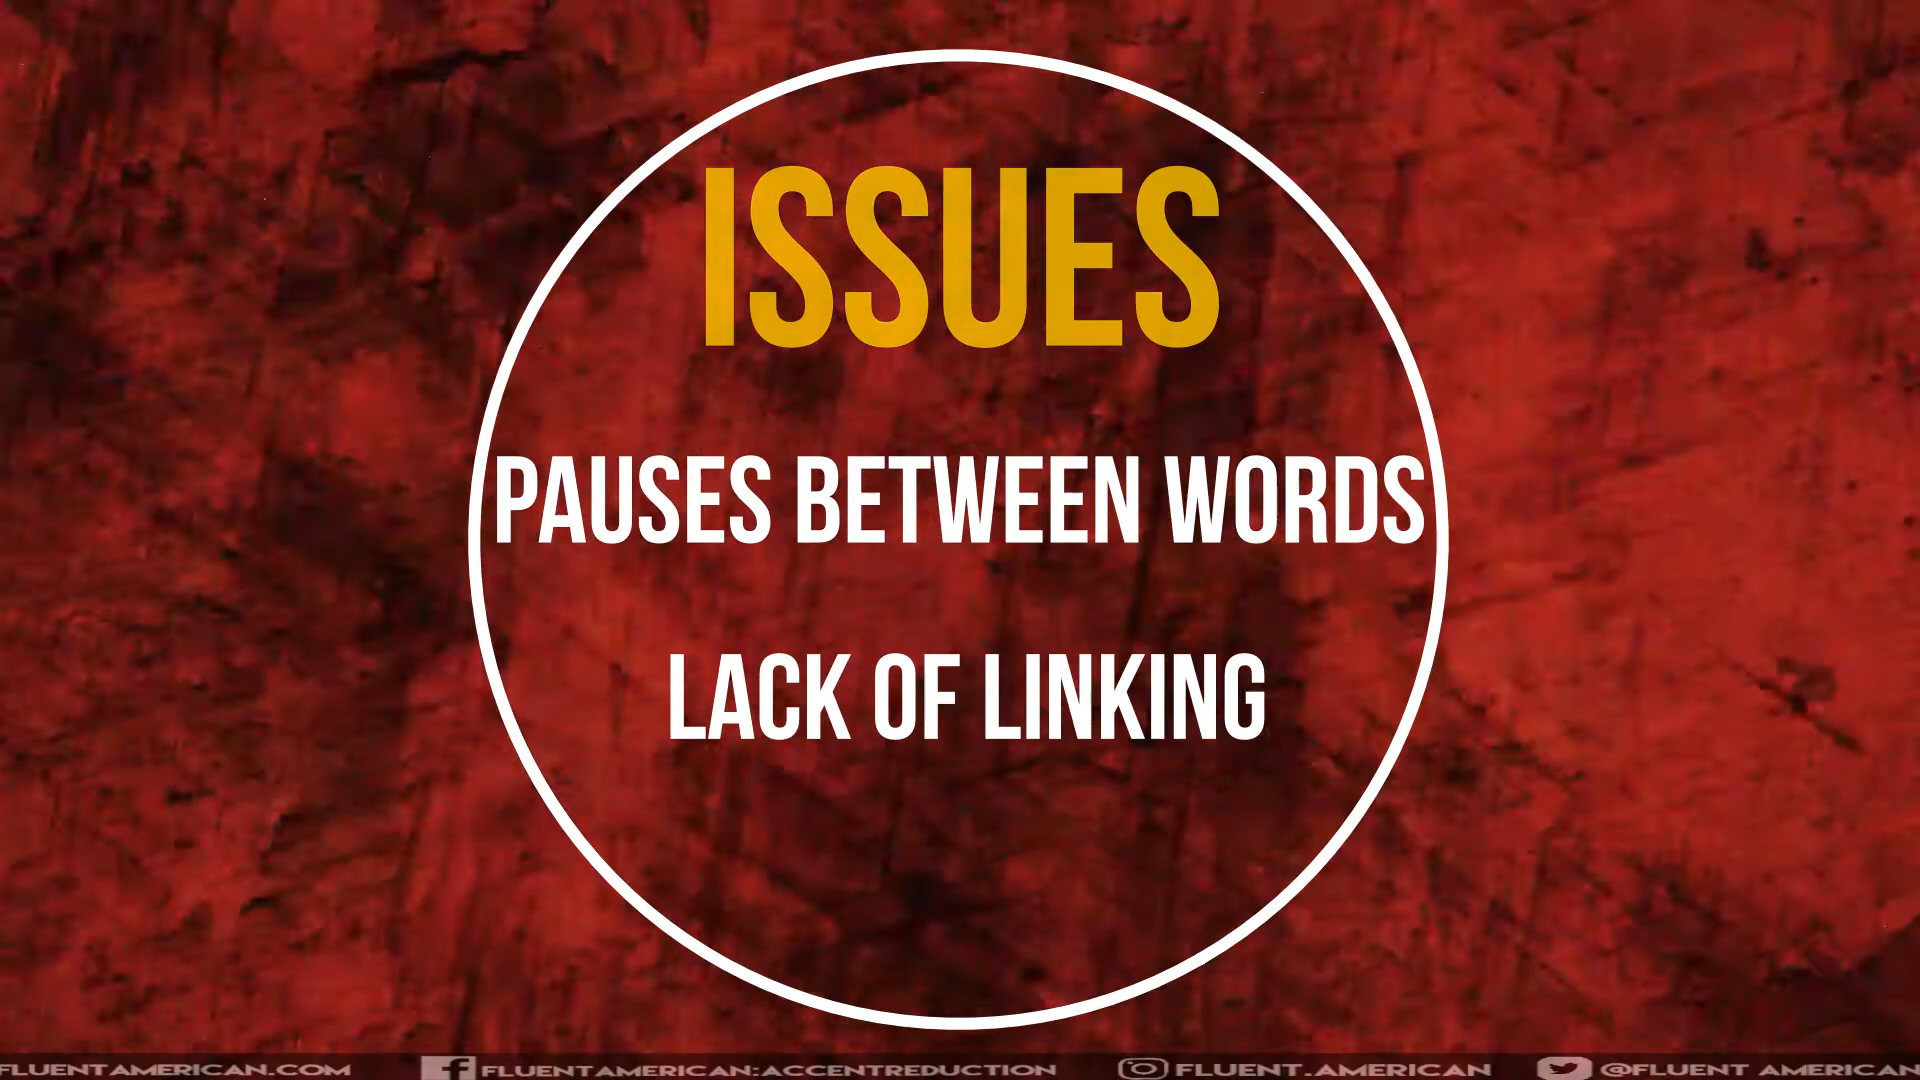 ISSUES
PAUSES BETWEEN WORDS
LACK OF LINKING
FLUENTAMERICAN.COM FLUENTAMERICAN:ACCENTREDUCTION FLUENT.AMERICAN @FLUENT AMERICAN